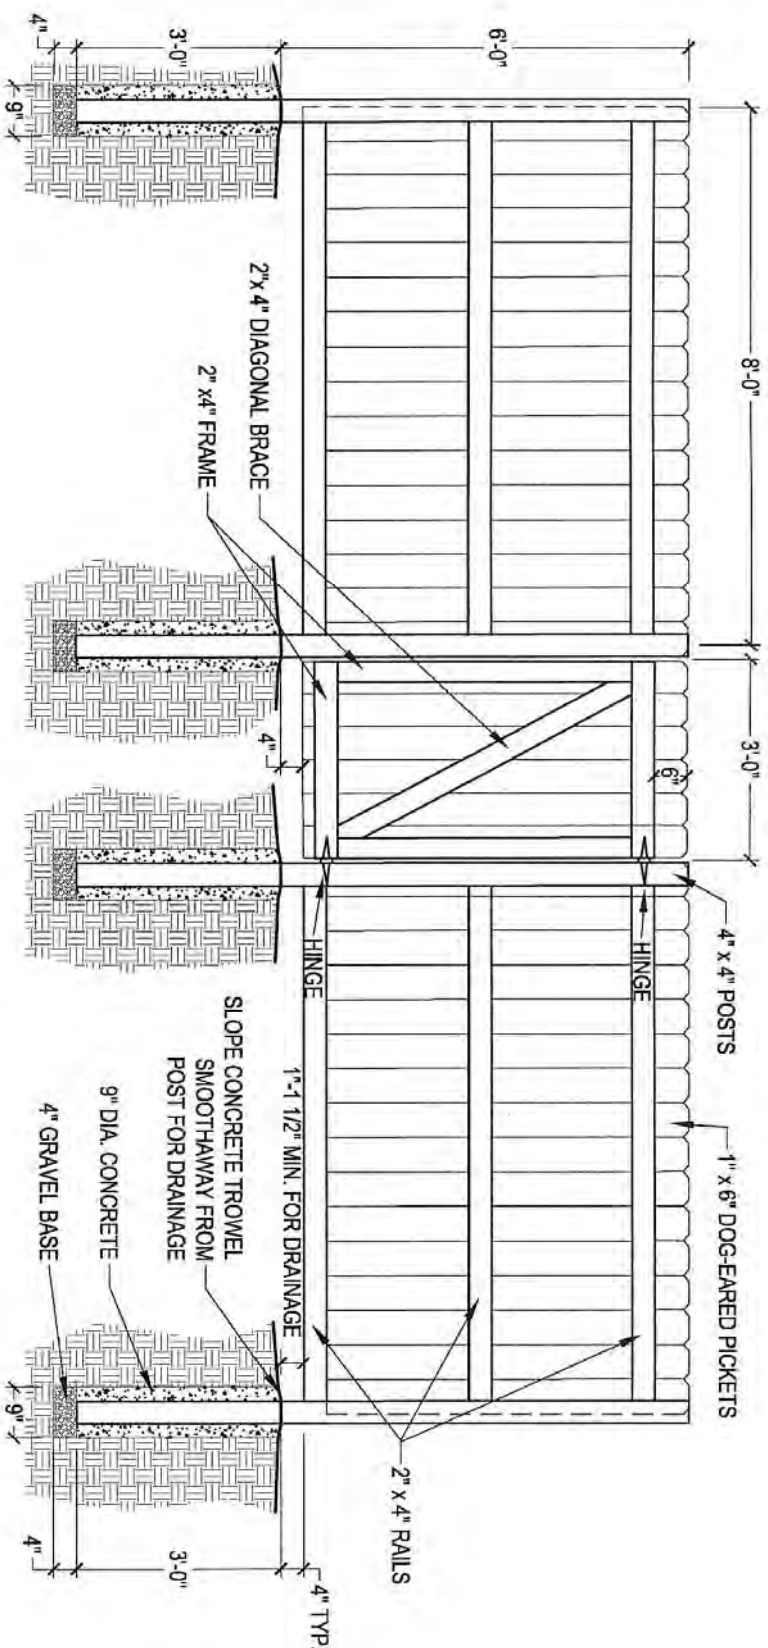 8'-0"
3'-0"
4" x 4" POSTS
1" x 6" DOG-EARED PICKETS
6"
HINGE
6'-0"
2" x 4" RAILS
4" TYP.
HINGE
1"-1 1/2" MIN. FOR DRAINAGE
4"
2"x 4" DIAGONAL BRACE
2" x4" FRAME
SLOPE CONCRETE TROWEL
SMOOTHAWAY FROM
POST FOR DRAINAGE
3'-0"
3'-0"
9" DIA. CONCRETE
4" GRAVEL BASE
4"
4"
9"
9"